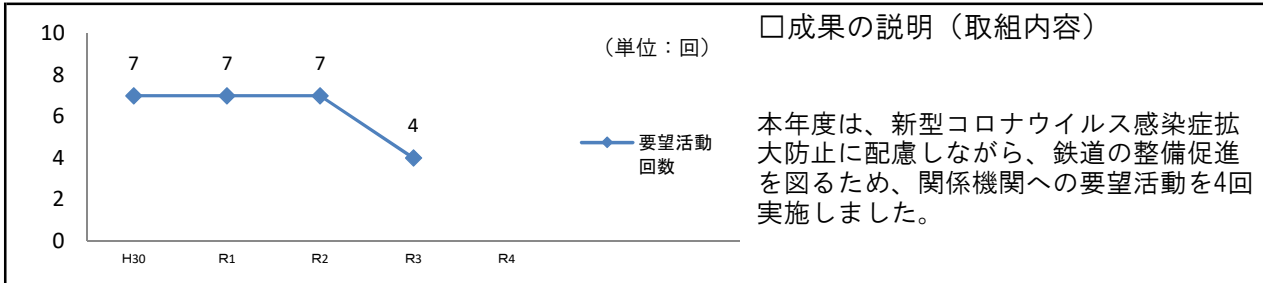 10
8
6
4
2
0
7
7
7
4
H30
R1
R2
R3
R4
（単位：回）
要望活動
回数
□成果の説明（取組内容）
本年度は、新型コロナウイルス感染症拡
大防止に配慮しながら、鉄道の整備促進
を図るため、関係機関への要望活動を4回
実施しました。